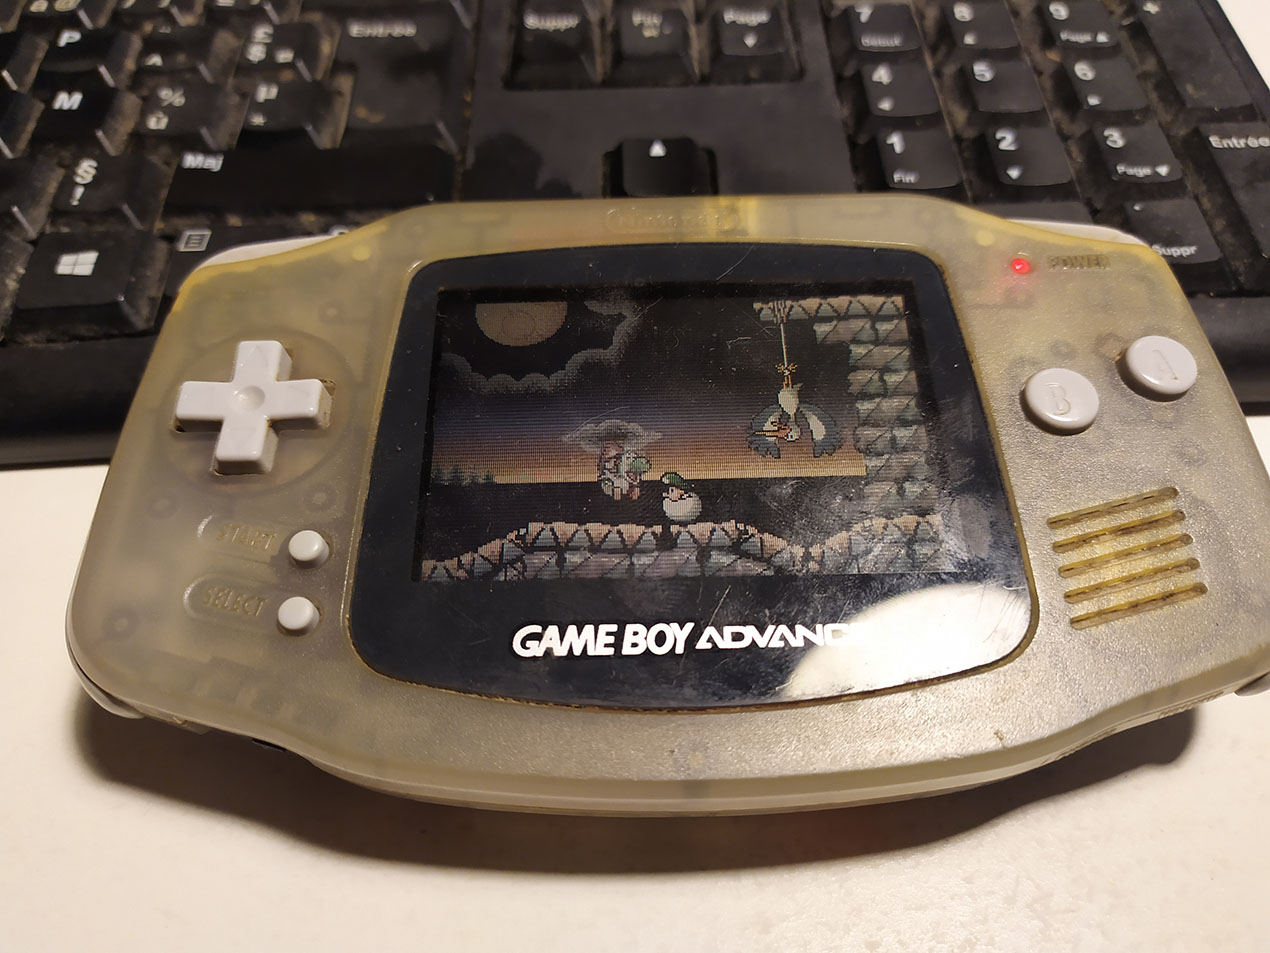 £
$
¤
Entrée
Suppr
Fin
Page
7
8
9
Début
Page
+
P
M
%
ù
µ
*
4
5
6
§
!
Maj
1
Fin
2
3
Page
Entrée
Suppr
Nintendo
POWER
A
B
START
SELECT
GAME BOY ADVANC